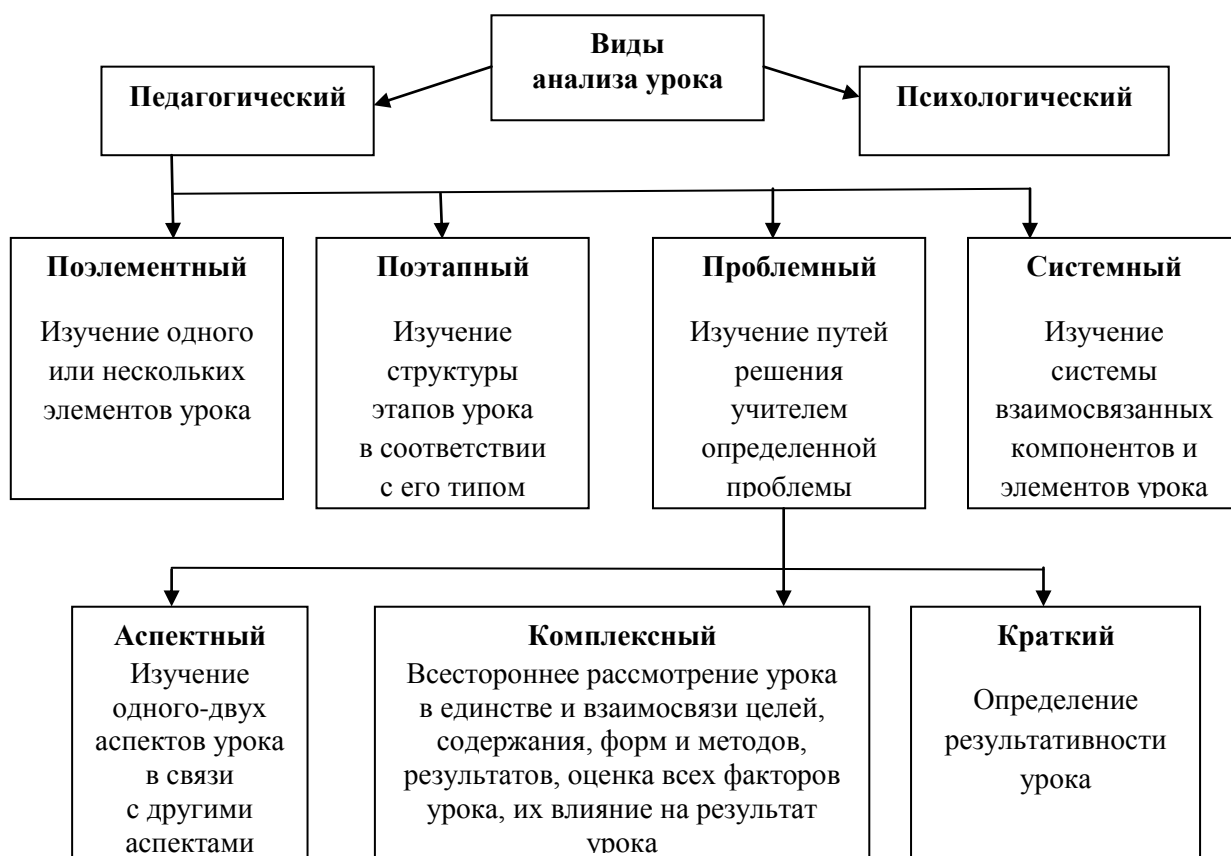 Виды
анализа урока
Педагогический
Психологический
Поэлементный
Изучение одного
или нескольких
элементов урока
Поэтапный
Изучение
структуры
этапов урока
в соответствии
с его типом
Проблемный
Изучение путей
решения
учителем
определенной
проблемы
Системный
Изучение
системы
взаимосвязанных
компонентов и
элементов урока
Аспектный
Изучение
одного-двух
аспектов урока
в связи
с другими
аспектами
Комплексный
Всестороннее рассмотрение урока
в единстве и взаимосвязи целей,
содержания, форм и методов,
результатов, оценка всех факторов
урока, их влияние на результат
урока
Краткий
Определение
результативности
урока